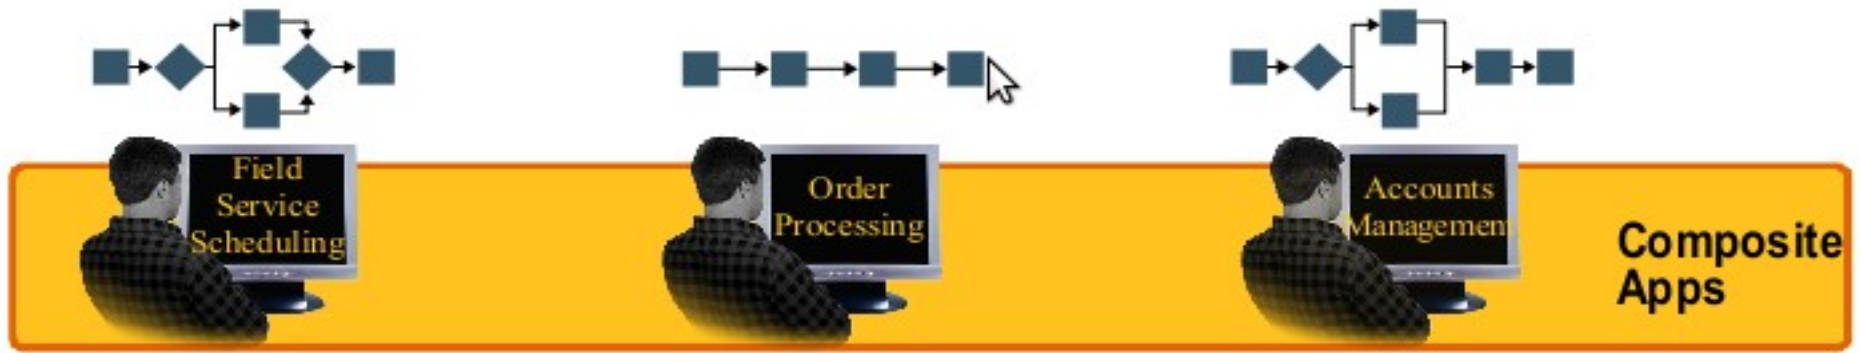 Field
Service
Scheduling
Order
Processing
Accounts
Managemen
Composite
Apps